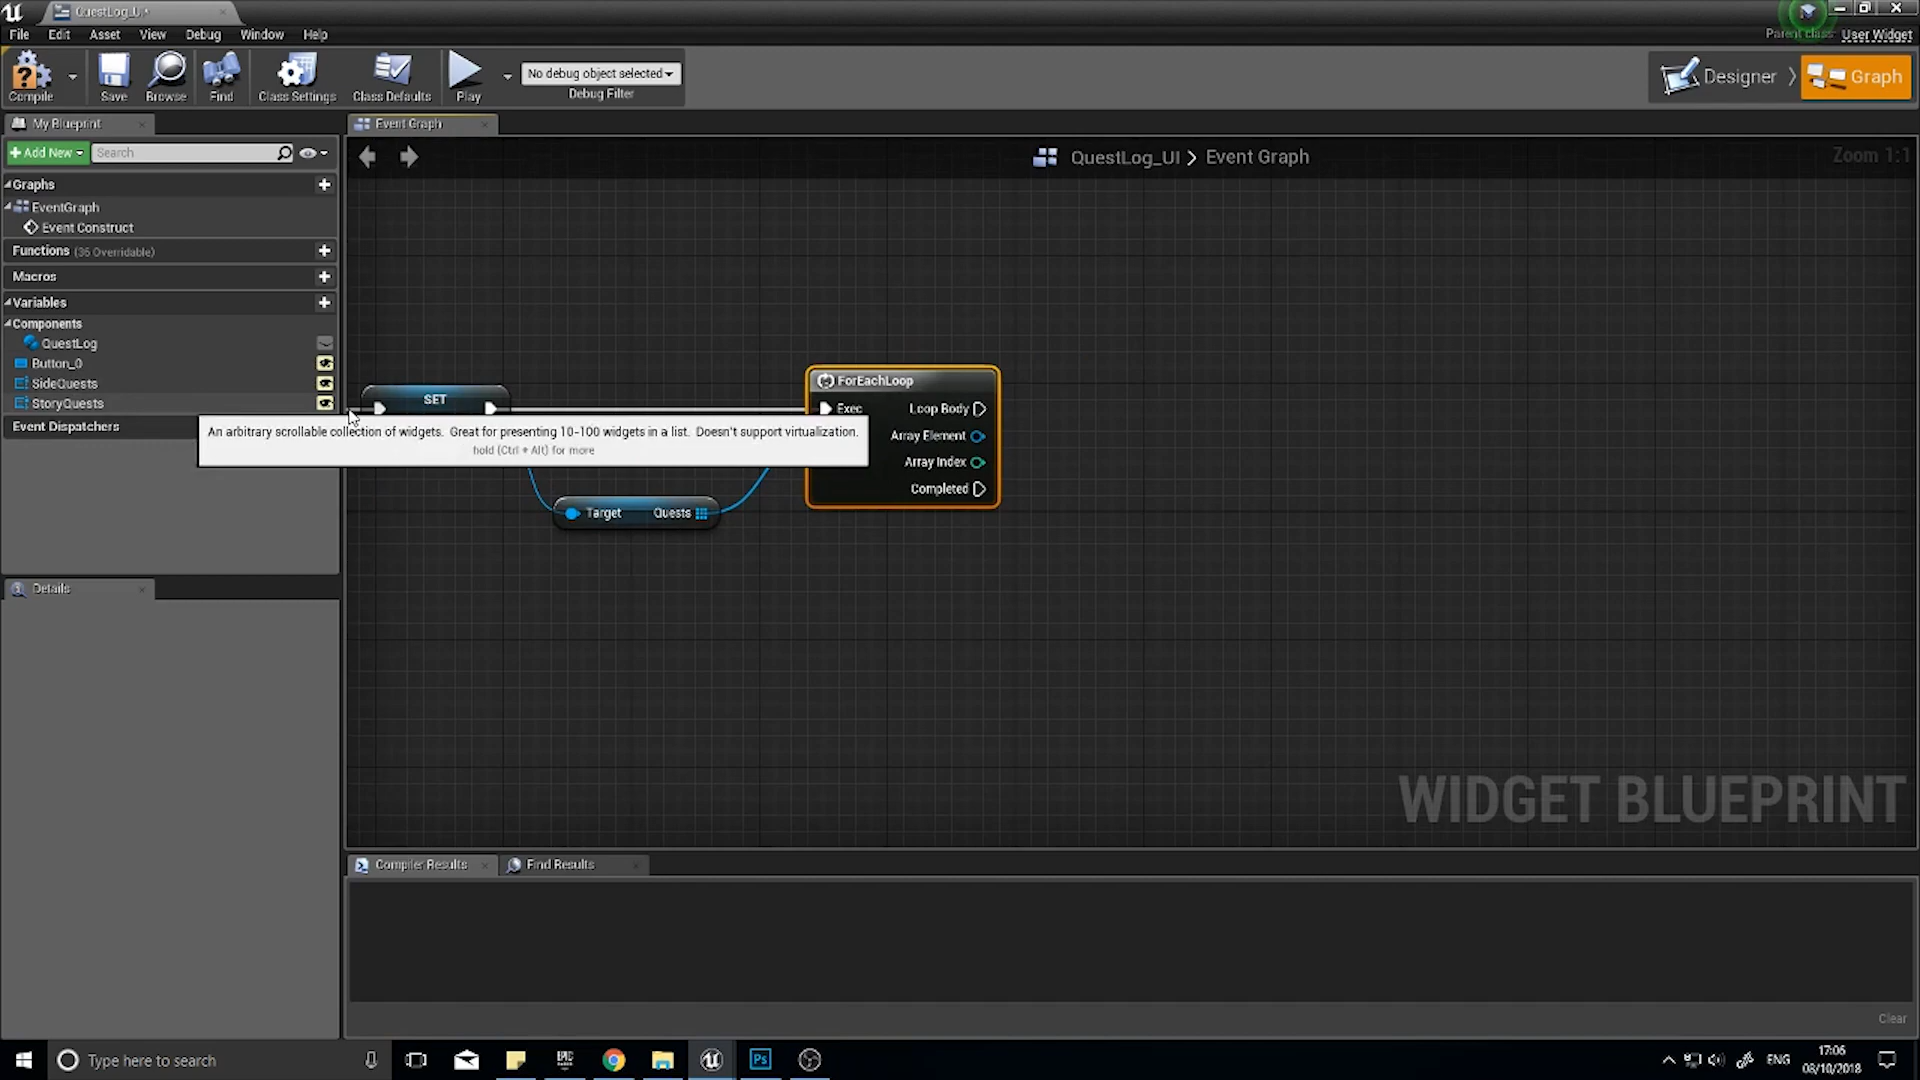 QuestLog_UI*
File Edit Asset View Debug Window Help
Parent class: User Widget
Compile
Save
Browse
Find
Class Settings
Class Defaults
Play
No debug object selected
Debug Filter
Designer
Graph
My Blueprint
Event Graph
+ Add New
Search
QuestLog_UI > Event Graph
Zoom 1:1
Graphs
EventGraph
Event Construct
Functions (35 Overridable)
Macros
Variables
Components
QuestLog
Button_0
SideQuests
StoryQuests
Event Dispatchers
SET
ForEachLoop
Exec Loop Body
Array Element
Array Index
Completed
An arbitrary scrollable collection of widgets. Great for presenting 10-100 widgets in a list. Doesn't support virtualization.
hold (Ctrl + Alt) for more
Target Quests
Details
WIDGET BLUEPRINT
Compiler Results
Find Results
Clear
Type here to search
EPIC
Ps
ENG
17:06
03/10/2018